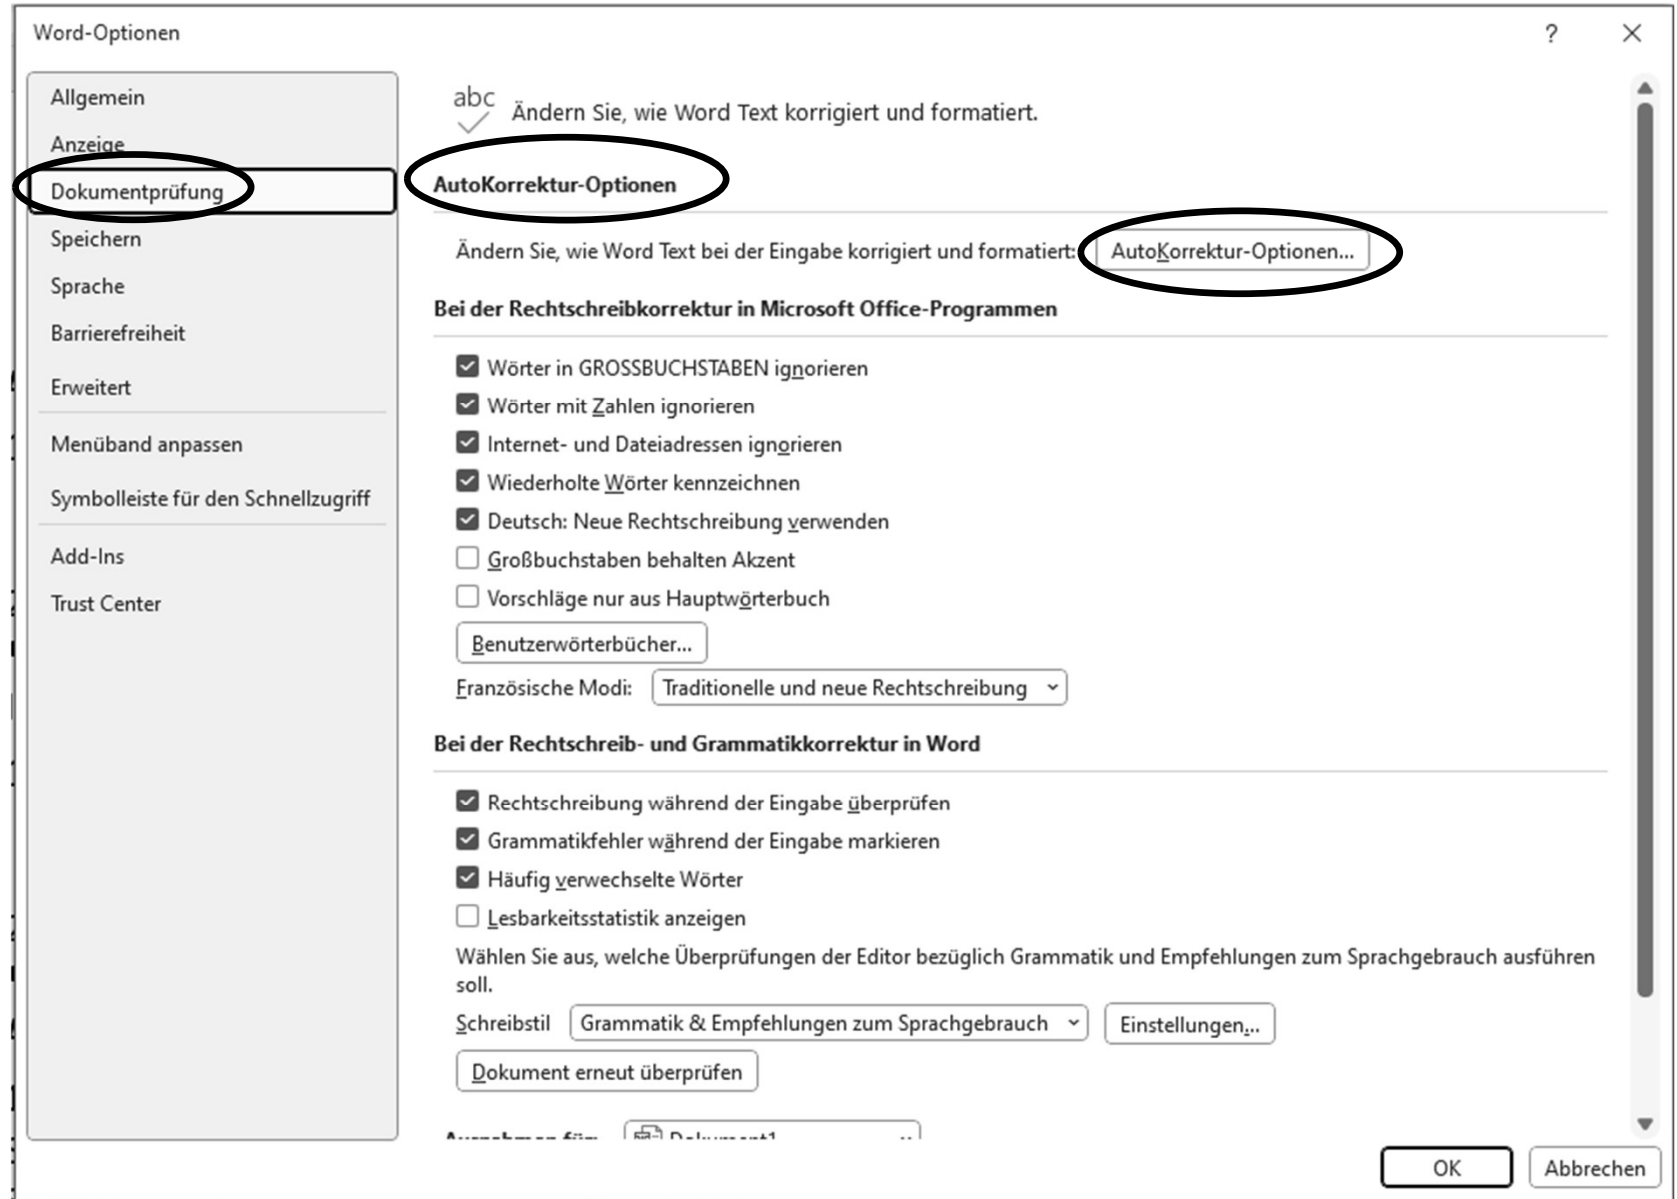 Word-Optionen
?
Allgemein
Anzeige
Dokumentprüfung
Speichern
Sprache
Barrierefreiheit
Erweitert
Menüband anpassen
Symbolleiste für den Schnellzugriff
Add-Ins
Trust Center
abc
Ändern Sie, wie Word Text korrigiert und formatiert.
AutoKorrektur-Optionen
Ändern Sie, wie Word Text bei der Eingabe korrigiert und formatiert: AutoKorrektur-Optionen...
Bei der Rechtschreibkorrektur in Microsoft Office-Programmen
Wörter in GROSSBUCHSTABEN ignorieren
Wörter mit Zahlen ignorieren
Internet- und Dateiadressen ignorieren
Wiederholte Wörter kennzeichnen
Deutsch: Neue Rechtschreibung verwenden
Großbuchstaben behalten Akzent
Vorschläge nur aus Hauptwörterbuch
Benutzerwörterbücher...
Französische Modi: Traditionelle und neue Rechtschreibung
Bei der Rechtschreib- und Grammatikkorrektur in Word
Rechtschreibung während der Eingabe überprüfen
Grammatikfehler während der Eingabe markieren
Häufig verwechselte Wörter
Lesbarkeitsstatistik anzeigen
Wählen Sie aus, welche Überprüfungen der Editor bezüglich Grammatik und Empfehlungen zum Sprachgebrauch ausführen
soll.
Schreibstil Grammatik & Empfehlungen zum Sprachgebrauch Einstellungen...
Dokument erneut überprüfen
Ausnahmen für: Dokument1
OK Abbrechen